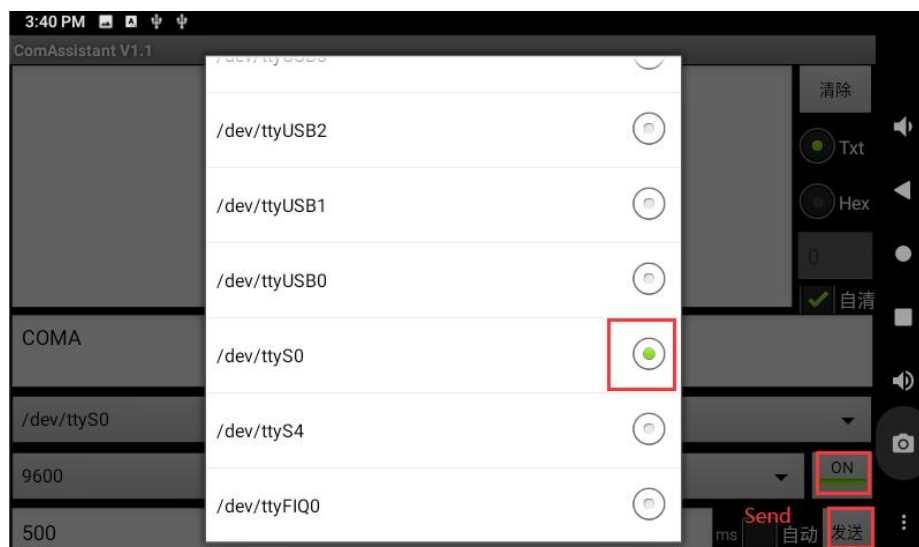 3:40 PM
ComAssistant V1.1
清除
/dev/ttyUSB2
Txt
/dev/ttyUSB1
Hex
0
/dev/ttyUSB0
自清
COMA
/dev/ttyS0
/dev/ttyS0
/dev/ttyS4
9600
ON
/dev/ttyFIQ0
Send
500
ms
自动
发送